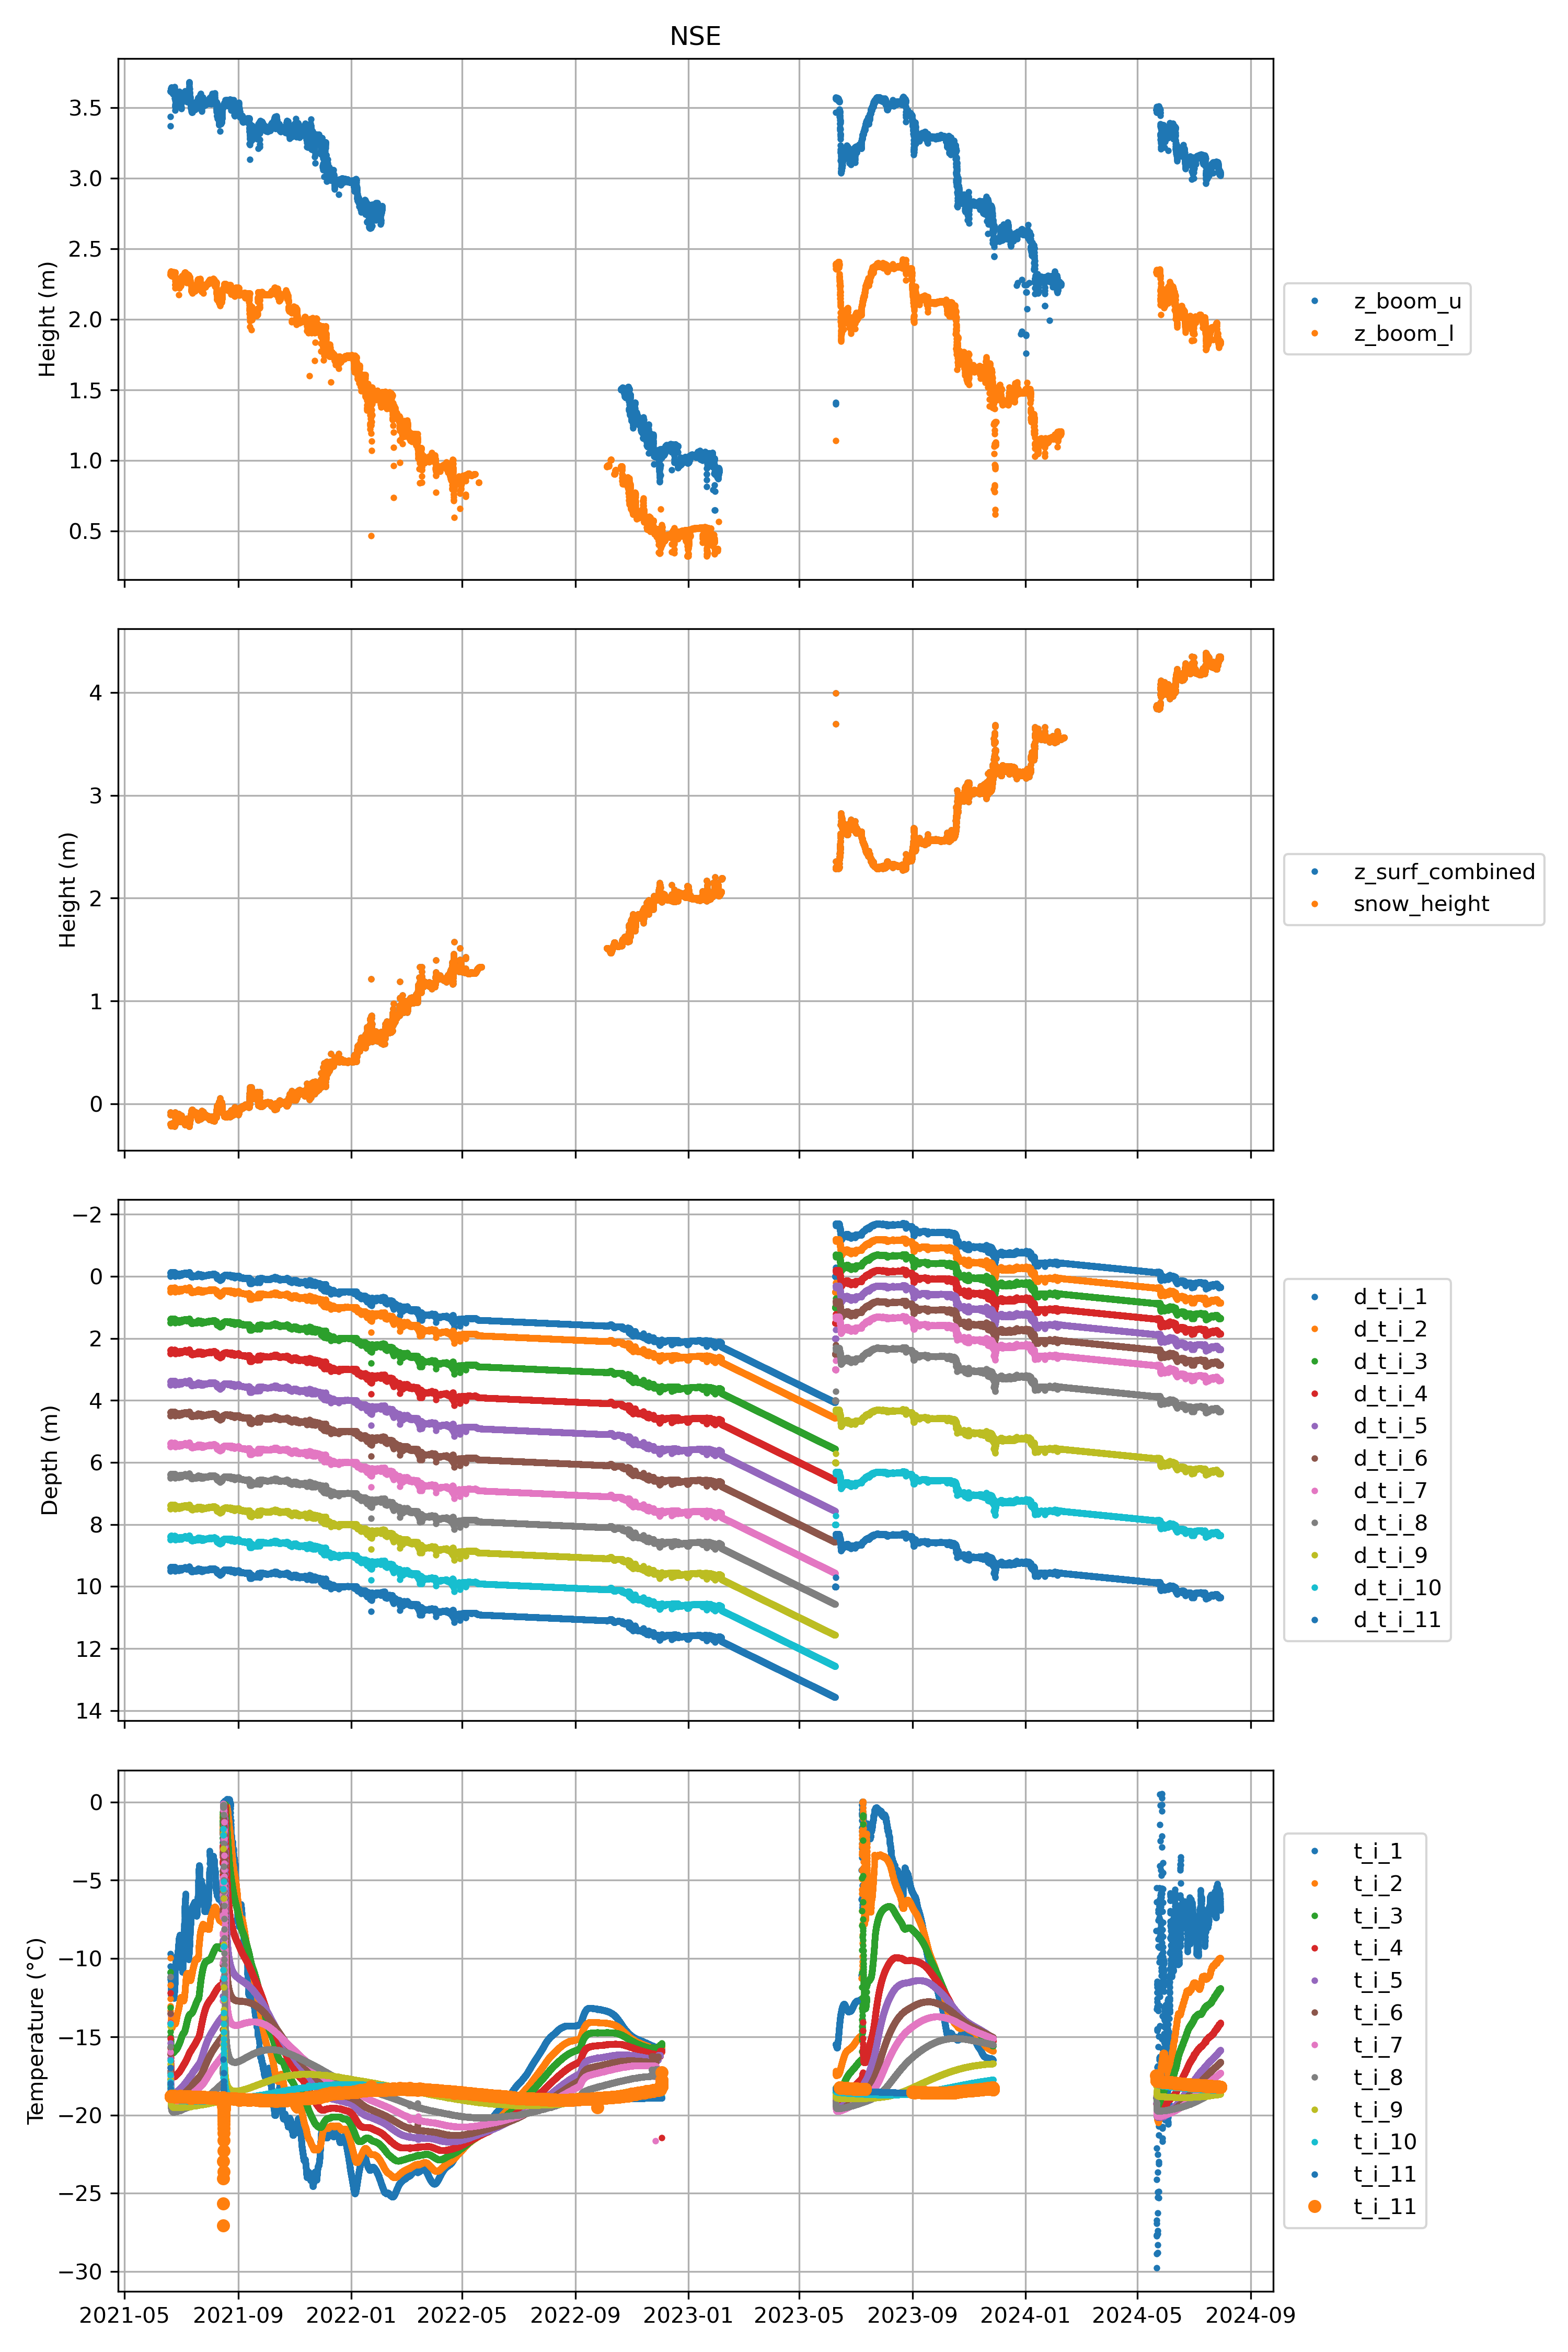 NSE
3.5
3.0
2.5
2.0
1.5
1.0
0.5
Height (m)
z_boom_u
z_boom_l
4
3
2
1
0
Height (m)
z_surf_combined
snow_height
−2
0
2
4
6
8
10
12
14
Depth (m)
d_t_i_1
d_t_i_2
d_t_i_3
d_t_i_4
d_t_i_5
d_t_i_6
d_t_i_7
d_t_i_8
d_t_i_9
d_t_i_10
d_t_i_11
0
−5
−10
−15
−20
−25
−30
Temperature (°C)
t_i_1
t_i_2
t_i_3
t_i_4
t_i_5
t_i_6
t_i_7
t_i_8
t_i_9
t_i_10
t_i_11
t_i_11
2021-05 2021-09 2022-01 2022-05 2022-09 2023-01 2023-05 2023-09 2024-01 2024-05 2024-09